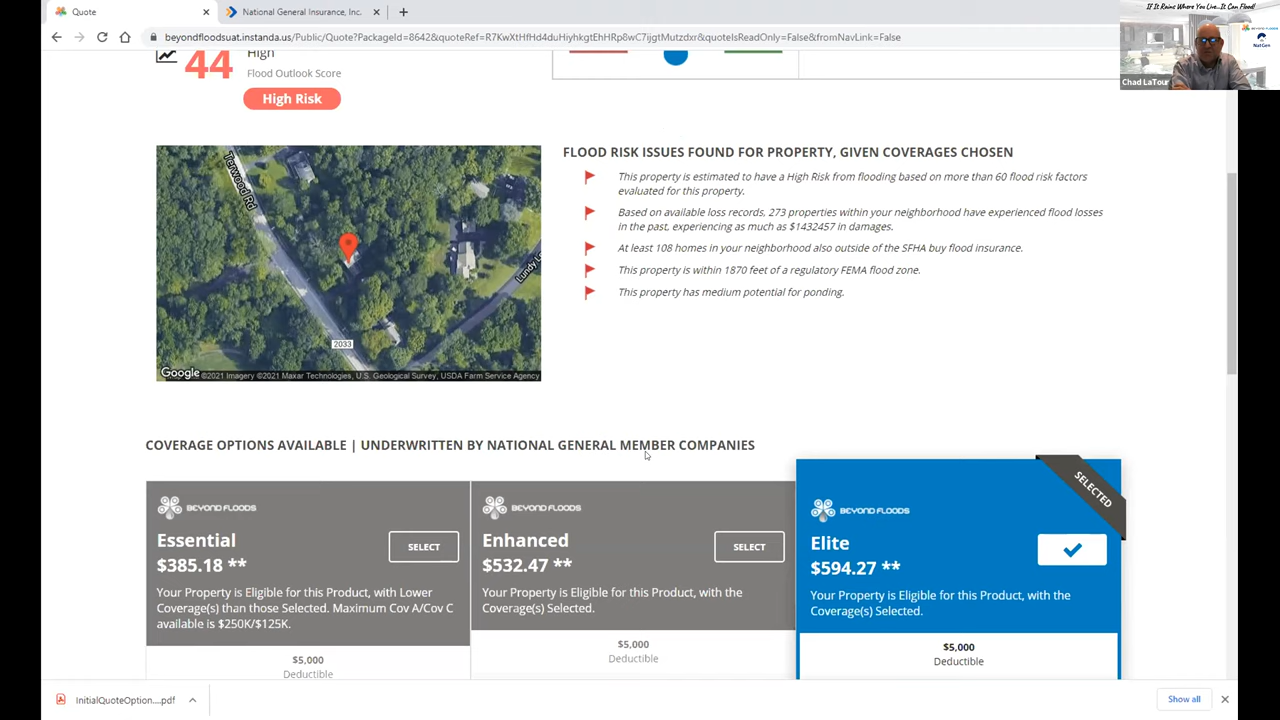 Quote
National General Insurance, Inc.
If It Rains Where You Live...It Can Flood!
beyondfloodsuat.instanda.us/Public/Quote?PackageId=8642&quoteRef=R7KwXtHfHd4duHiyhkgtEhHRp8wC7ijgtMutzdxr&quoteIsReadOnly=False&fromNavLink=False
NatGen
Chad LaTour
44
High
Flood Outlook Score
High Risk
Terwood Rd
Lundy L
2033
Google
©2021 Imagery ©2021 Maxar Technologies, U.S. Geological Survey, USDA Farm Service Agency
FLOOD RISK ISSUES FOUND FOR PROPERTY, GIVEN COVERAGES CHOSEN
This property is estimated to have a High Risk from flooding based on more than 60 flood risk factors
evaluated for this property.
Based on available loss records, 273 properties within your neighborhood have experienced flood losses
in the past, experiencing as much as $1432457 in damages.
At least 108 homes in your neighborhood also outside of the SFHA buy flood insurance.
This property is within 1870 feet of a regulatory FEMA flood zone.
This property has medium potential for ponding.
COVERAGE OPTIONS AVAILABLE | UNDERWRITTEN BY NATIONAL GENERAL MEMBER COMPANIES
BEYOND FLOODS
Essential
$385.18 **
SELECT
Your Property is Eligible for this Product, with Lower
Coverage(s) than those Selected. Maximum Cov A/Cov C
available is $250K/$125K.
$5,000
Deductible
BEYOND FLOODS
Enhanced
$532.47 **
SELECT
Your Property is Eligible for this Product, with the
Coverage(s) Selected.
$5,000
Deductible
SELECTED
BEYOND FLOODS
Elite
$594.27 **
Your Property is Eligible for this Product, with the
Coverage(s) Selected.
$5,000
Deductible
InitialQuoteOption....pdf
Show all